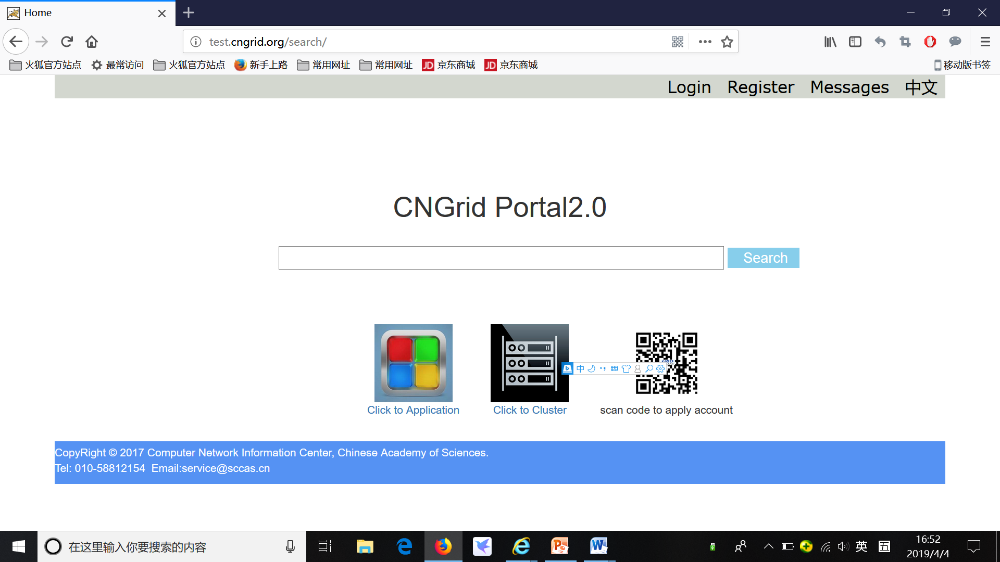 Home
test.cngrid.org/search/
火狐官方站点 最常访问 火狐官方站点 新手上路 常用网址 常用网址 JD 京东商城 JD 京东商城 移动版书签
Login Register Messages 中文
CNGrid Portal2.0
Search
GRID
中
Click to Application Click to Cluster scan code to apply account
CopyRight © 2017 Computer Network Information Center, Chinese Academy of Sciences.
Tel: 010-58812154 Email:service@sccas.cn
在这里输入你要搜索的内容
英 五
16:52
2019/4/4